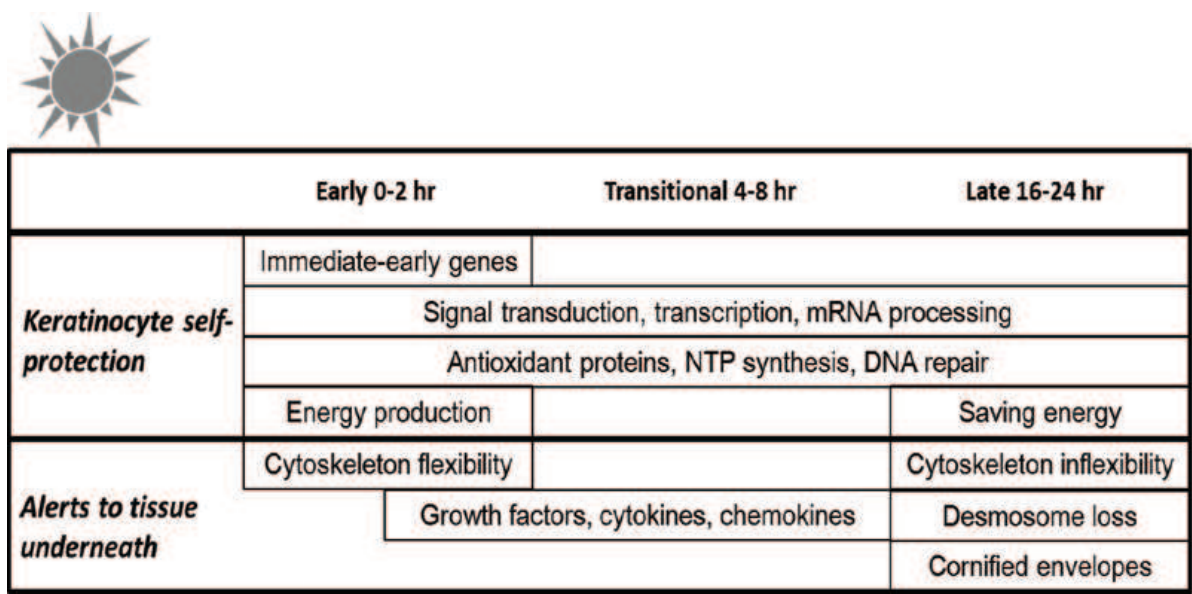 Early 0-2 hr Transitional 4-8 hr Late 16-24 hr
Keratinocyte self-
protection
Immediate-early genes
Signal transduction, transcription, mRNA processing
Antioxidant proteins, NTP synthesis, DNA repair
Energy production Saving energy
Alerts to tissue
underneath
Cytoskeleton flexibility Cytoskeleton inflexibility
Growth factors, cytokines, chemokines Desmosome loss
Cornified envelopes